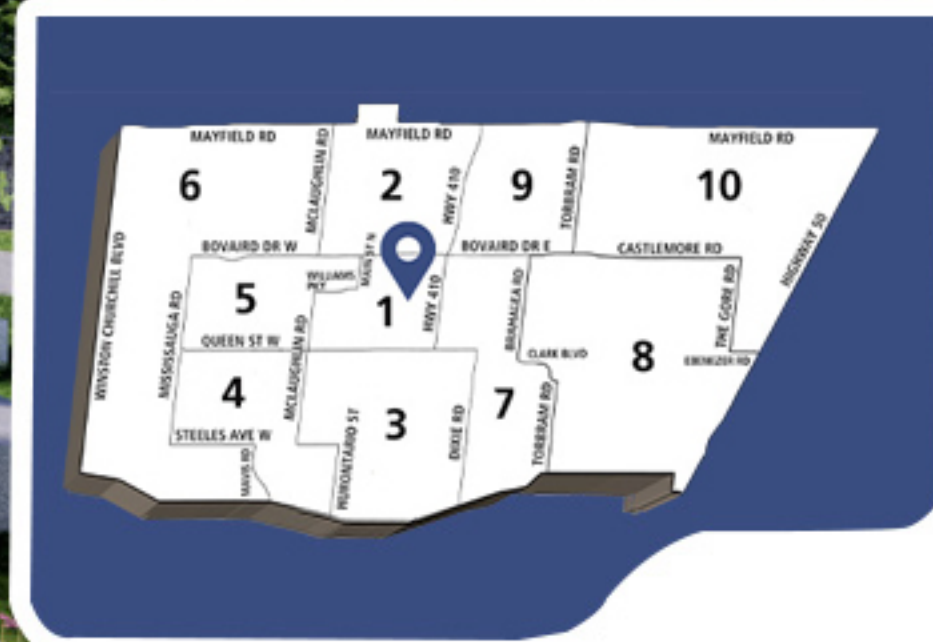 MAYFIELD RD
MAYFIELD RD
MAYFIELD RD
6
MCLAUGHLIN RD
2
HWY 410
9
TORBRAM RD
10
HIGHWAY 50
WINSTON CHURCHILL BLVD
BOVAIRD DR W
MAIN ST N
BOVAIRD DR E
CASTLEMORE RD
WILLIAMS
PKY
5
MISSISSAUGA RD
1
HWY 410
BRAMALEA RD
THE GORE RD
QUEEN ST W
MCLAUGHLIN RD
CLARK BLVD
8
EBENEZER RD
4
3
DIXIE RD
7
TORBRAM RD
STEELES AVE W
MAVIS RD
HURONTARIO ST